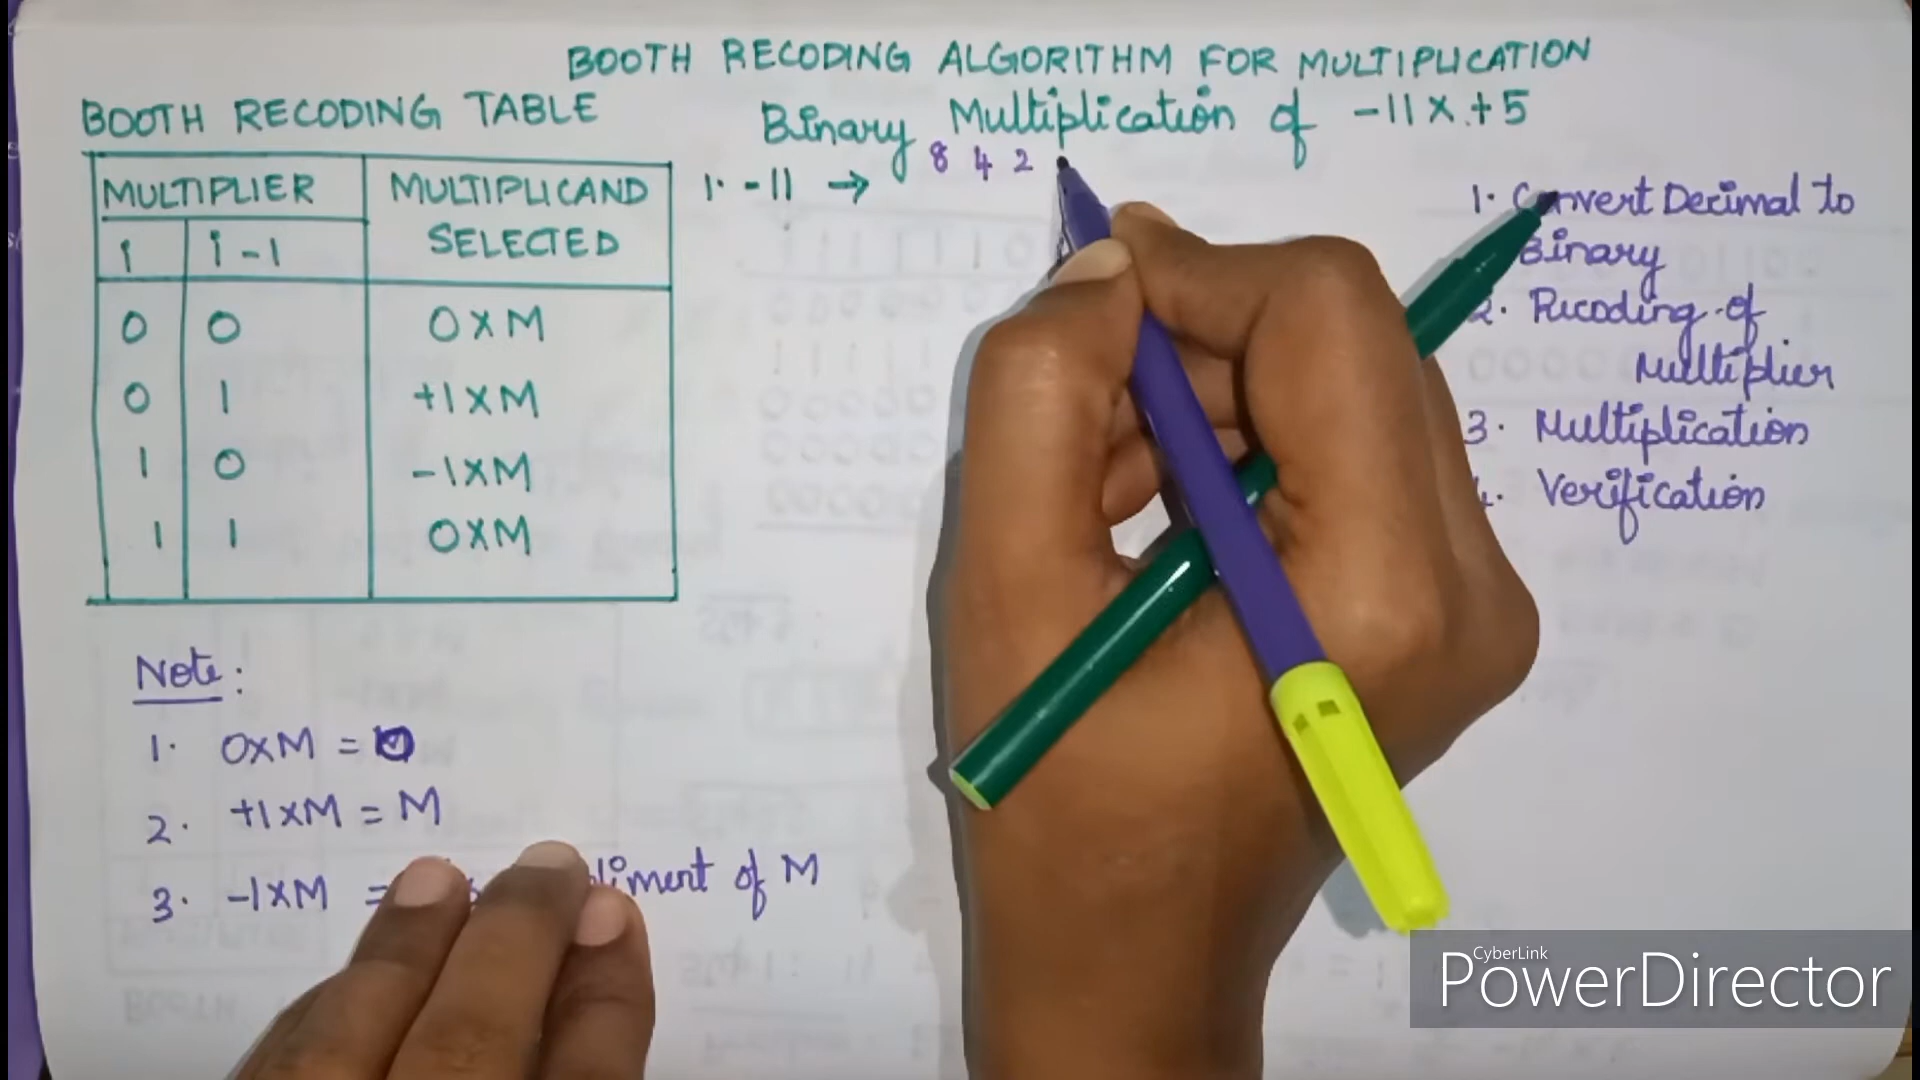 BOOTH RECODING ALGORITHM FOR MULTIPLICATION
BOOTH RECODING TABLE
Binary Multiplication of -11 x +5
8 4 2
1. -11 →
MULTIPLIER
MULTIPLICAND SELECTED
i
i-1
0 0 0XM
0 1 +1XM
1 0 -1XM
1 1 0XM
1. Convert Decimal to
Binary
2. Recoding of
Multiplier
3. Multiplication
4. Verification
Note:
1. 0XM = 0
2. +1XM = M
3. -1XM = of M
CyberLink
PowerDirector